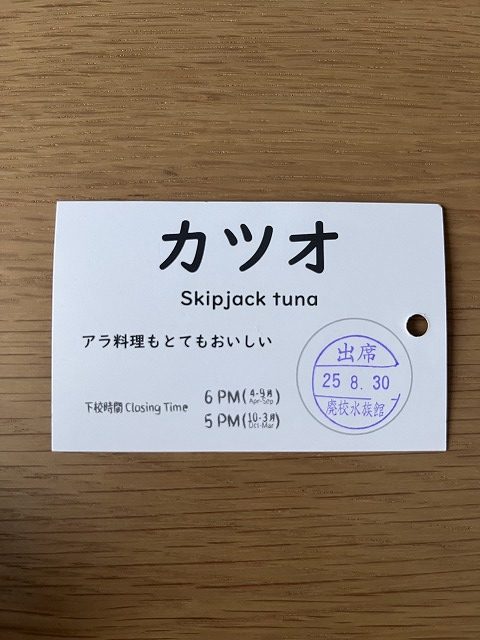 カツオ
Skipjack tuna
アラ料理もとてもおいしい
下校時間 Closing Time
6 PM (4-9月 Apr-Sep)
5 PM (10-3月 Oct-Mar)
出席
25 8. 30
廃校水族館